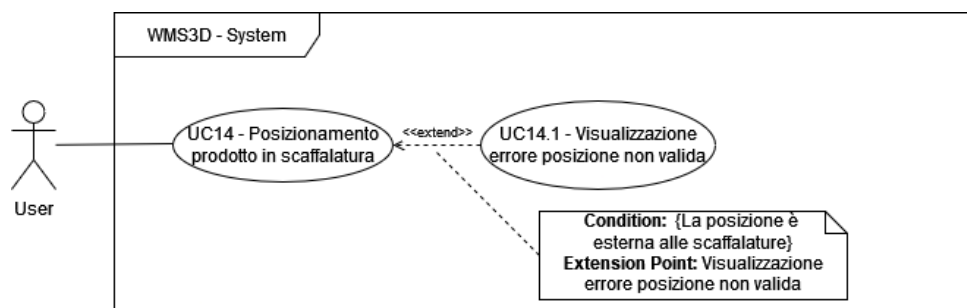 WMS3D - System
User
UC14 - Posizionamento
prodotto in scaffalatura
<<extend>>
UC14.1 - Visualizzazione
errore posizione non valida
Condition: {La posizione è
esterna alle scaffalature}
Extension Point: Visualizzazione
errore posizione non valida